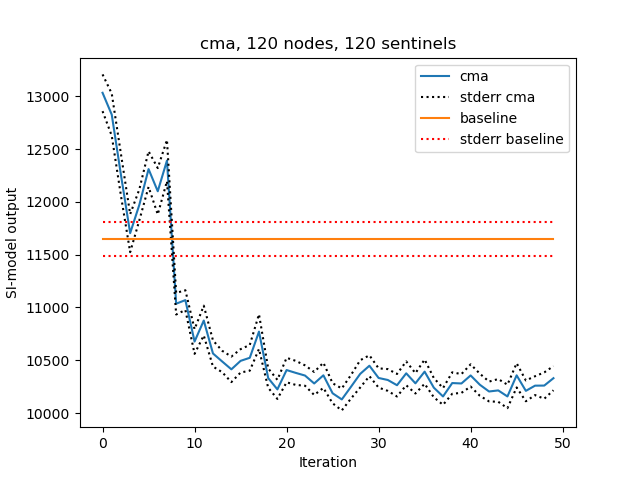 cma, 120 nodes, 120 sentinels
cma
stderr cma
baseline
stderr baseline
SI-model output
13000
12500
12000
11500
11000
10500
10000
0 10 20 30 40 50
Iteration